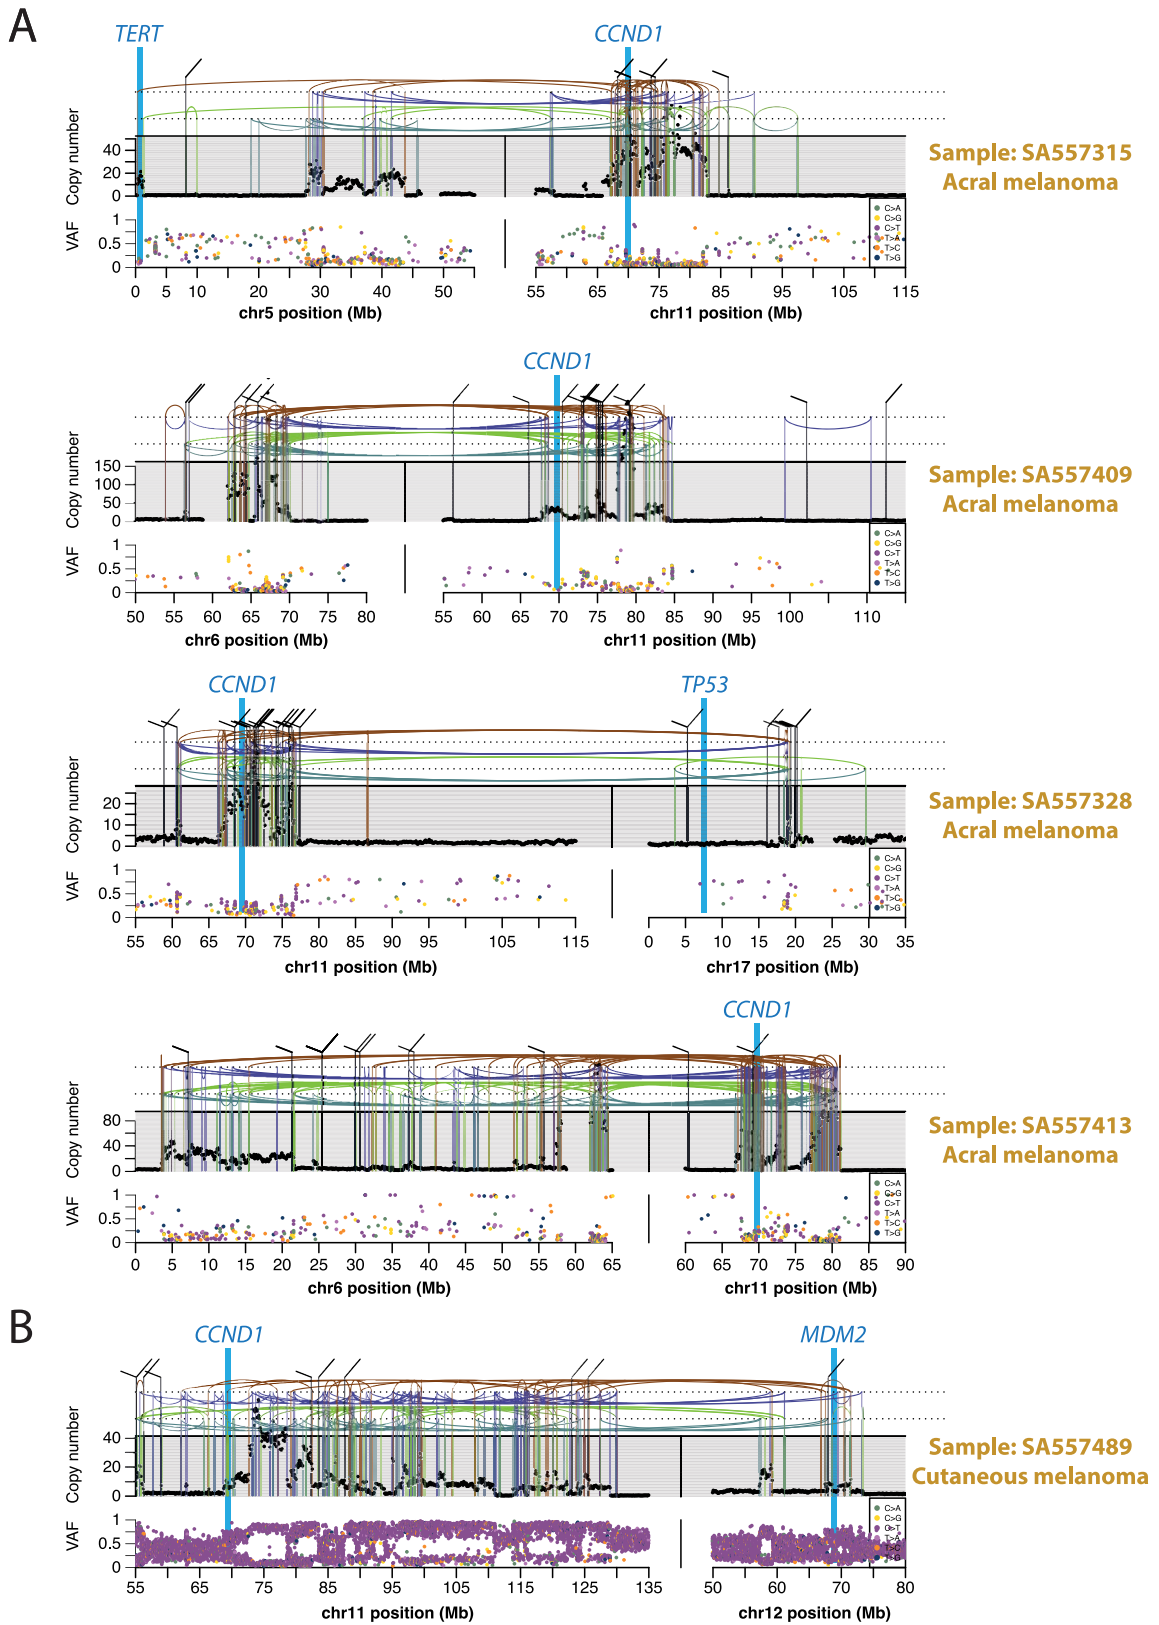 A
TERT
CCND1
Copy number
40
20
0
VAF
1
0.5
0
C>A
C>G
C>T
T>A
T>C
T>G
0 5 10 20 30 40 50
55 65 75 85 95 105 115
chr5 position (Mb)
chr11 position (Mb)
Sample: SA557315
Acral melanoma
CCND1
Copy number
150
100
50
0
VAF
1
0.5
0
C>A
C>G
C>T
T>A
T>C
T>G
50 55 60 65 70 75 80
55 60 65 70 75 80 85 90 100 110
chr6 position (Mb)
chr11 position (Mb)
Sample: SA557409
Acral melanoma
CCND1
TP53
Copy number
20
10
0
VAF
1
0.5
0
C>A
C>G
C>T
T>A
T>C
T>G
55 60 65 70 75 80 85 90 95 105 115
0 5 10 15 20 25 30 35
chr11 position (Mb)
chr17 position (Mb)
Sample: SA557328
Acral melanoma
CCND1
Copy number
80
40
0
VAF
1
0.5
0
C>A
C>G
C>T
T>A
T>C
T>G
0 5 10 15 20 25 30 35 40 45 50 55 60 65
60 65 70 75 80 85 90
chr6 position (Mb)
chr11 position (Mb)
Sample: SA557413
Acral melanoma
B
CCND1
MDM2
Copy number
40
20
0
VAF
1
0.5
0
C>A
C>G
C>T
T>A
T>C
T>G
55 65 75 85 95 105 115 125 135
50 60 70 80
chr11 position (Mb)
chr12 position (Mb)
Sample: SA557489
Cutaneous melanoma